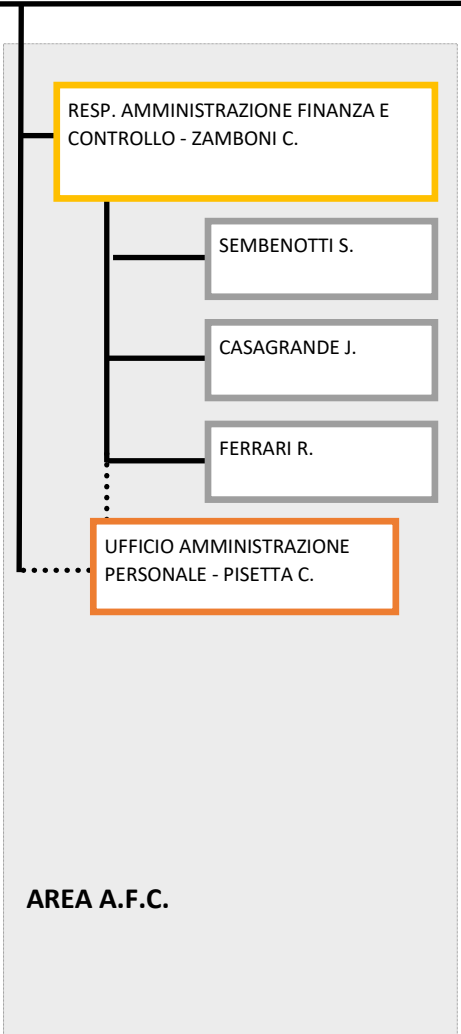 RESP. AMMINISTRAZIONE FINANZA E
CONTROLLO - ZAMBONI C.
SEMBENOTTI S.
CASAGRANDE J.
FERRARI R.
UFFICIO AMMINISTRAZIONE
PERSONALE - PISETTA C.
AREA A.F.C.